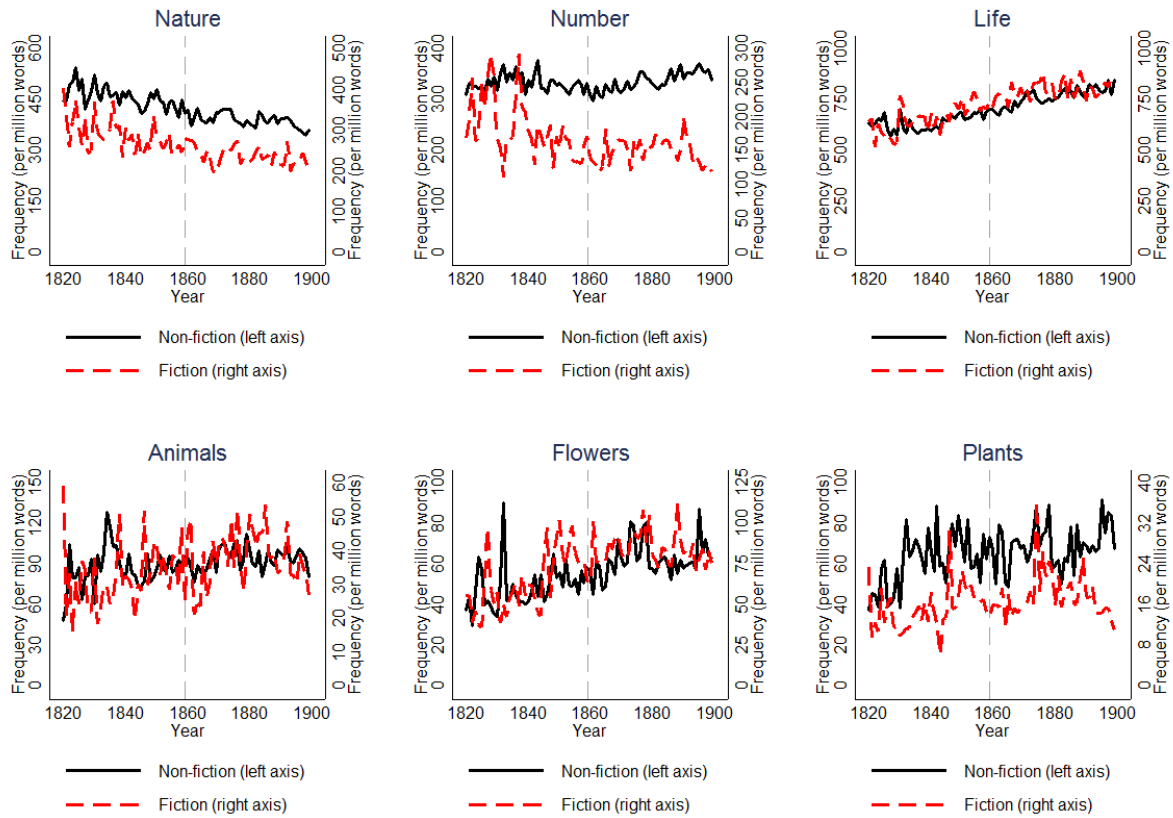 Nature
Frequency (per million words)
0 150 300 450 600
0 100 200 300 400 500
Frequency (per million words)
1820 1840 1860 1880 1900
Year
Non-fiction (left axis)
Fiction (right axis)
Number
Frequency (per million words)
0 100 200 300 400
0 50 100 150 200 250 300
Frequency (per million words)
1820 1840 1860 1880 1900
Year
Non-fiction (left axis)
Fiction (right axis)
Life
Frequency (per million words)
0 250 500 750 1000
0 250 500 750 1000
Frequency (per million words)
1820 1840 1860 1880 1900
Year
Non-fiction (left axis)
Fiction (right axis)
Animals
Frequency (per million words)
0 30 60 90 120 150
0 10 20 30 40 50 60
Frequency (per million words)
1820 1840 1860 1880 1900
Year
Non-fiction (left axis)
Fiction (right axis)
Flowers
Frequency (per million words)
0 20 40 60 80 100
0 25 50 75 100 125
Frequency (per million words)
1820 1840 1860 1880 1900
Year
Non-fiction (left axis)
Fiction (right axis)
Plants
Frequency (per million words)
0 20 40 60 80 100
0 8 16 24 32 40
Frequency (per million words)
1820 1840 1860 1880 1900
Year
Non-fiction (left axis)
Fiction (right axis)